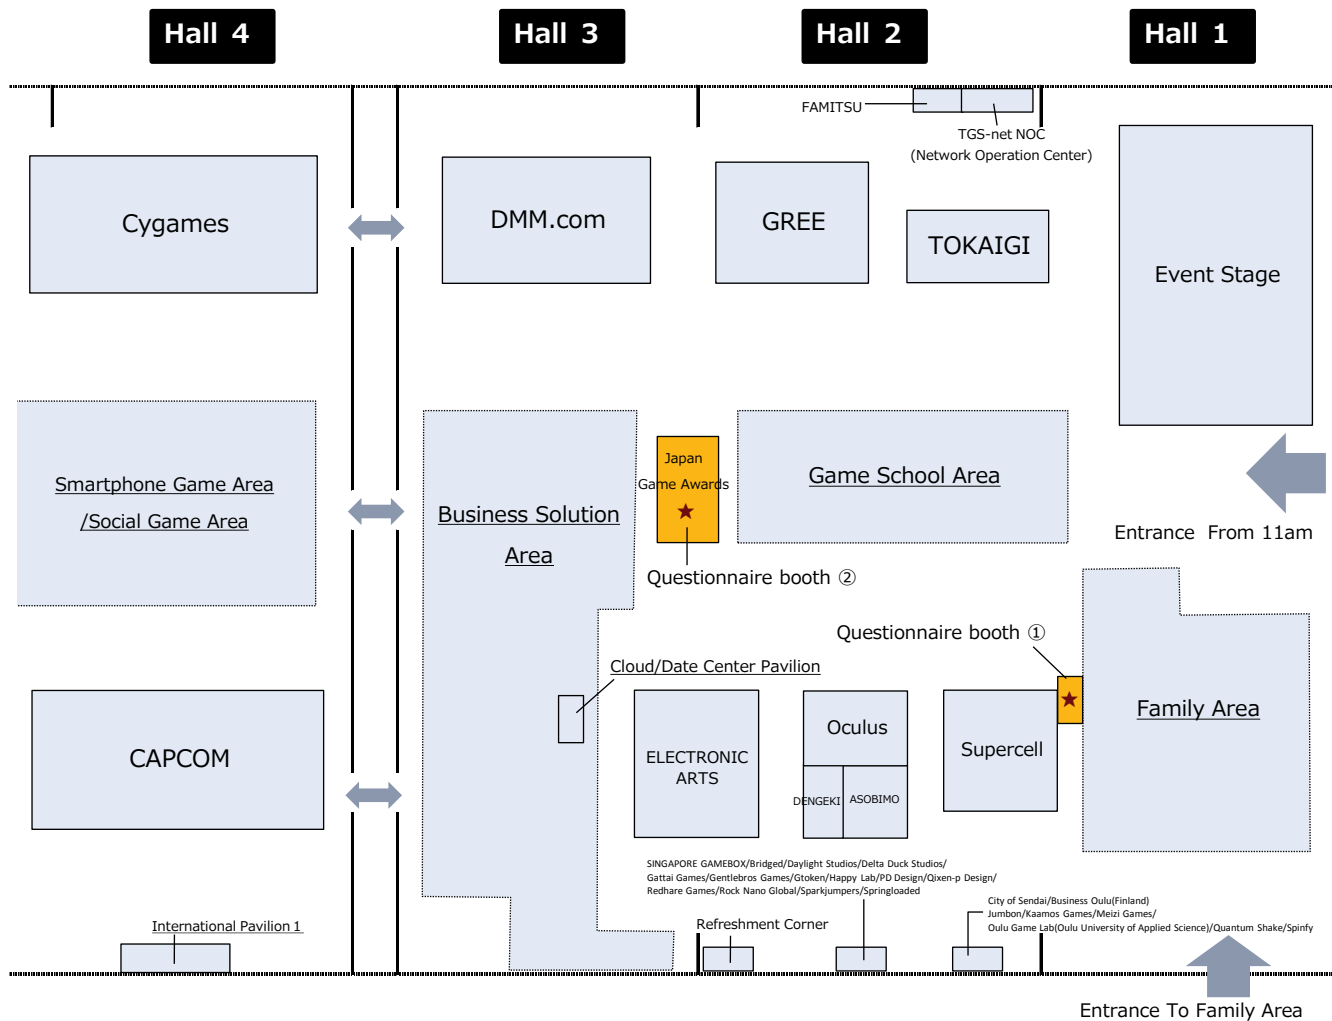 Hall 4
Hall 3
Hall 2
Hall 1
FAMITSU
TGS-net NOC
(Network Operation Center)
Cygames
DMM.com
GREE
TOKAIGI
Event Stage
Smartphone Game Area
/Social Game Area
Business Solution
Area
Japan
Game Awards
Game School Area
Entrance From 11am
Questionnaire booth ②
Questionnaire booth ①
Cloud/Date Center Pavilion
CAPCOM
ELECTRONIC
ARTS
Oculus
DENGEKI
ASOBIMO
Supercell
Family Area
SINGAPORE GAMEBOX/Bridged/Daylight Studios/Delta Duck Studios/
Gattai Games/Gentlebros Games/Gtoken/Happy Lab/PD Design/Qixen-p Design/
Redhare Games/Rock Nano Global/Sparkjumpers/Springloaded
City of Sendai/Business Oulu(Finland)
Jumbon/Kaamos Games/Meizi Games/
Oulu Game Lab(Oulu University of Applied Science)/Quantum Shake/Spinfy
International Pavilion 1
Refreshment Corner
Entrance To Family Area